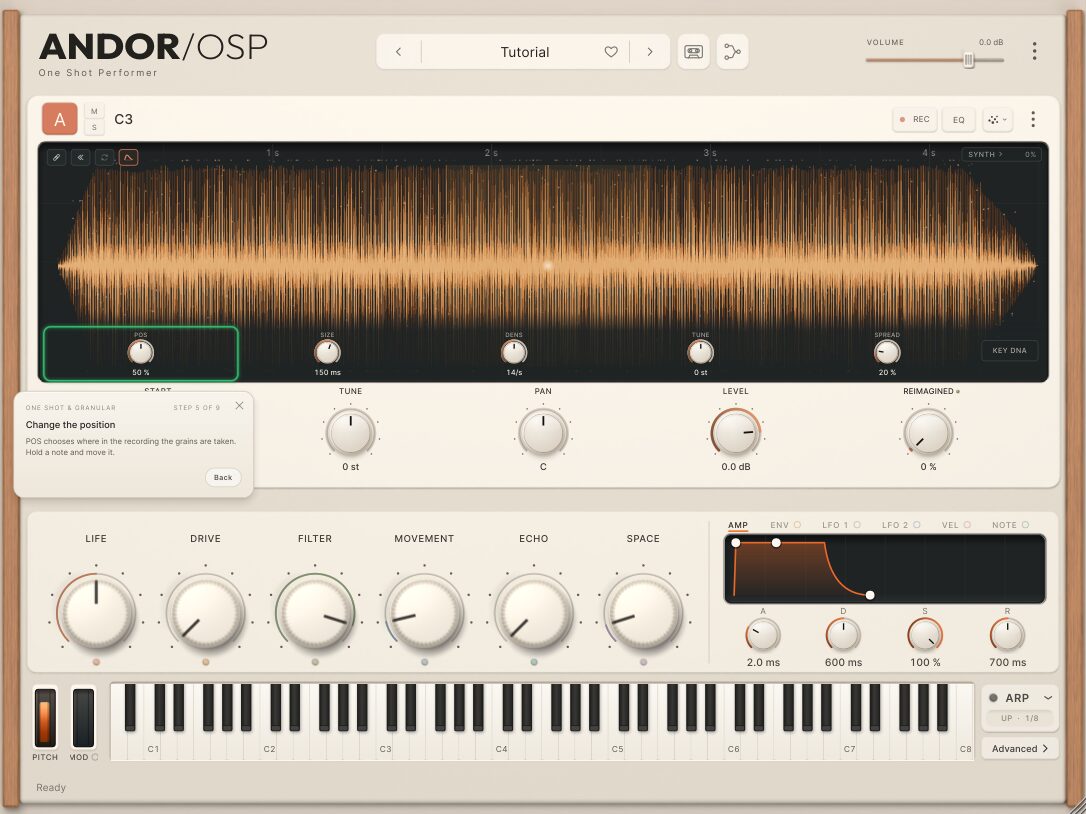 ANDOR/OSP
One Shot Performer
Tutorial
VOLUME 0.0 dB
A
M
S
C3
REC
EQ
1 s 2 s 3 s 4 s
SYNTH > 0%
POS SIZE DENS TUNE SPREAD
50 % 150 ms 14/s 0 st 20 %
KEY DNA
START TUNE PAN LEVEL REIMAGINED
0 st C 0.0 dB 0 %
ONE SHOT & GRANULAR STEP 5 OF 9
Change the position
POS chooses where in the recording the grains are taken.
Hold a note and move it.
Back
LIFE DRIVE FILTER MOVEMENT ECHO SPACE
AMP ENV LFO 1 LFO 2 VEL NOTE
A D S R
2.0 ms 600 ms 100 % 700 ms
PITCH MOD
C1 C2 C3 C4 C5 C6 C7 C8
ARP
UP · 1/8
Advanced >
Ready